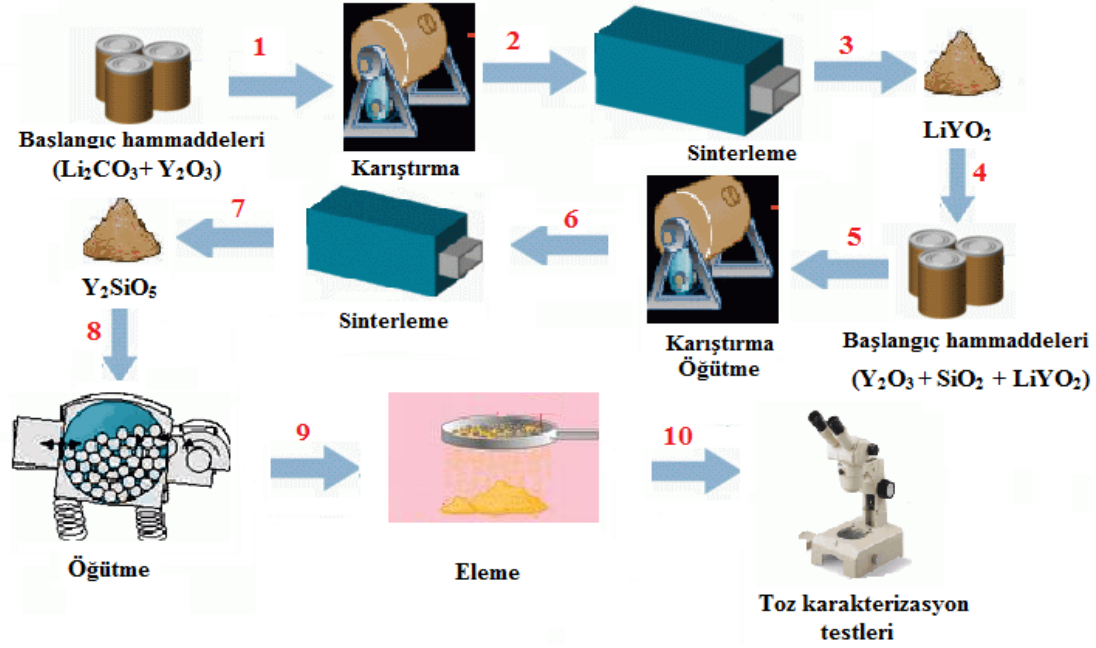 1
2
3
Başlangıç hammaddeleri
(Li₂CO₃+ Y₂O₃)
Karıştırma
Sinterleme
LiYO₂
4
5
6
7
Y₂SiO₅
Sinterleme
Karıştırma
Öğütme
Başlangıç hammaddeleri
(Y₂O₃ + SiO₂ + LiYO₂)
8
9
10
Öğütme
Eleme
Toz karakterizasyon
testleri